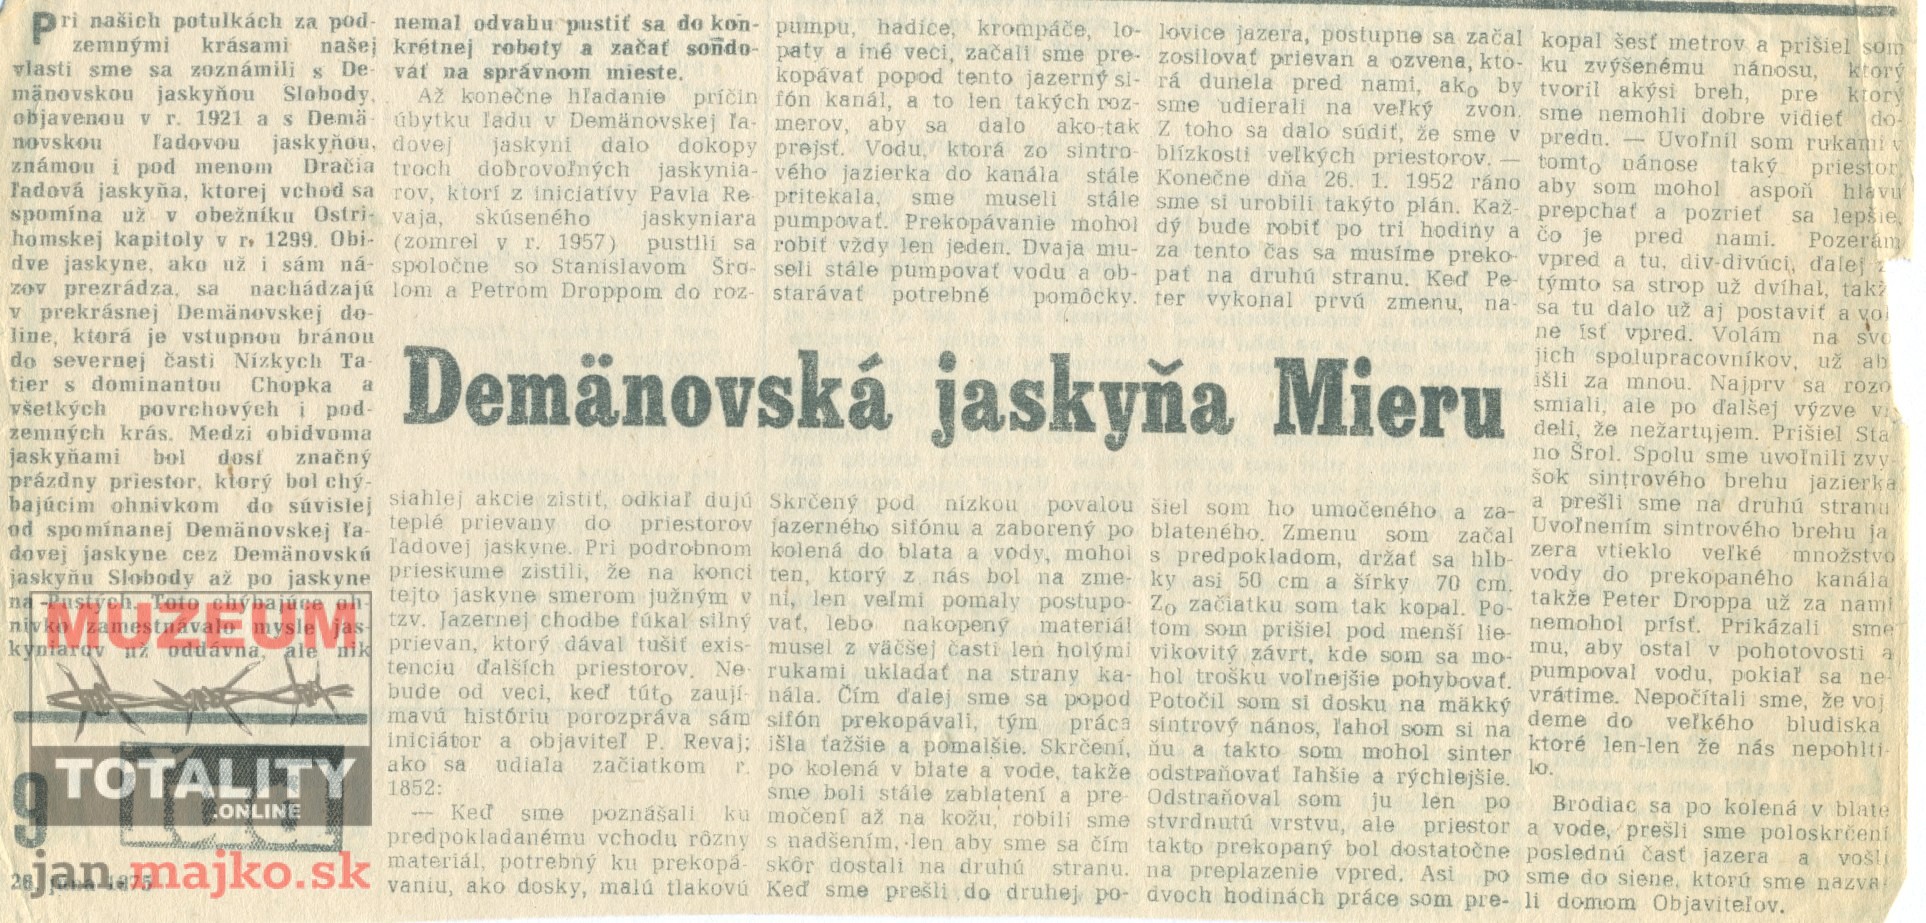 Pri našich potulkách za pod-
zemnými krásami našej
vlasti sme sa zoznámili s De-
mänovskou jaskyňou Slobody,
objavenou v r. 1921 a s Demä-
novskou ľadovou jaskyňou,
známou i pod menom Dračia
ľadová jaskyňa, ktorej vchod sa
spomína už v obežníku Ostri-
homskej kapitoly v r. 1299. Obi-
dve jaskyne, ako už i sám ná-
zov prezrádza, sa nachádzajú
v prekrásnej Demänovskej do-
line, ktorá je vstupnou bránou
do severnej časti Nízkych Ta-
tier s dominantou Chopka a
všetkých povrchových i pod-
zemných krás. Medzi obidvoma
jaskyňami bol dosť značný
prázdny priestor, ktorý bol chý-
bajúcim ohnivkom do súvislej
od spomínanej Demänovskej ľa-
dovej jaskyne cez Demänovskú
jaskyňu Slobody až po jaskyne
na Pustých. Toto chýbajúce oh-
nivko zamestnávalo mysle jas-
kyniarov už oddávna, ale nik
nemal odvahu pustiť sa do kon-
krétnej roboty a začať sondo-
vať na správnom mieste.
Až konečne hľadanie príčin
úbytku ľadu v Demänovskej ľa-
dovej jaskyni dalo dokopy
troch dobrovoľných jaskynia-
rov, ktorí z iniciatívy Pavla Re-
vaja, skúseného jaskyniara
(zomrel v r. 1957) pustili sa
spoločne so Stanislavom Šro-
lom a Petrom Droppom do roz-
Demänovská jaskyňa Mieru
siahlej akcie zistiť, odkiaľ dujú
teplé prievany do priestorov
ľadovej jaskyne. Pri podrobnom
prieskume zistili, že na konci
tejto jaskyne smerom južným v
tzv. Jazernej chodbe fúkal silný
prievan, ktorý dával tušiť exis-
tenciu ďalších priestorov. Ne-
bude od veci, keď túto zaují-
mavú históriu porozpráva sám
iniciátor a objaviteľ P. Revaj;
ako sa udiala začiatkom r.
1852:
— Keď sme poznášali ku
predpokladanému vchodu rôzny
materiál, potrebný ku prekopá-
vaniu, ako dosky, malú tlakovú
pumpu, hadice, krompáče, lo-
paty a iné veci, začali sme pre-
kopávať popod tento jazerný si-
fón kanál, a to len takých roz-
merov, aby sa dalo ako-tak
prejsť. Vodu, ktorá zo sintro-
vého jazierka do kanála stále
pritekala, sme museli stále
pumpovať. Prekopávanie mohol
robiť vždy len jeden. Dvaja mu-
seli stále pumpovať vodu a ob-
starávať potrebné pomôcky.
Skrčený pod nízkou povalou
jazerného sifónu a zaborený po
kolená do blata a vody, mohol
ten, ktorý z nás bol na zme-
ni, len veľmi pomaly postupo-
vať, lebo nakopený materiál
musel z väčšej časti len holými
rukami ukladať na strany ka-
nála. Čím ďalej sme sa popod
sifón prekopávali, tým práca
išla ťažšie a pomalšie. Skrčení,
po kolená v blate a vode, takže
sme boli stále zablatení a pre-
močení až na kožu, robili sme
s nadšením, len aby sme sa čím
skôr dostali na druhú stranu.
Keď sme prešli do druhej po-
lovice jazera, postupne sa začal
zosilovať prievan a ozvena, kto-
rá dunela pred nami, ako by
sme udierali na veľký zvon.
Z toho sa dalo súdiť, že sme v
blízkosti veľkých priestorov. —
Konečne dňa 26. 1. 1952 ráno
sme si urobili takýto plán. Kaž-
dý bude robiť po tri hodiny a
za tento čas sa musíme preko-
pať na druhú stranu. Keď Pe-
ter vykonal prvú zmenu, na-
šiel som ho umočeného a za-
blateného. Zmenu som začal
s predpokladom, držať sa hĺb-
ky asi 50 cm a šírky 70 cm.
Zo začiatku som tak kopal. Po-
tom som prišiel pod menší lie-
vikovitý závrt, kde som sa mo-
hol trošku voľnejšie pohybovať.
Potočil som si dosku na mäkký
sintrový nános, ľahol som si na
ňu a takto som mohol sinter
odstraňovať ľahšie a rýchlejšie.
Odstraňoval som ju len po
stvrdnutú vrstvu, ale priestor
takto prekopaný bol dostatočne
na preplazenie vpred. Asi po
dvoch hodinách práce som pre-
kopal šesť metrov a prišiel som
ku zvýšenému nánosu, ktorý
tvoril akýsi breh, pre ktorý
sme nemohli dobre vidieť do-
predu. — Uvoľnil som rukami v
tomto nánose taký priestor,
aby som mohol aspoň hlavu
prepchať a pozrieť sa lepšie,
čo je pred nami. Pozerám
vpred a tu, div-divúci, ďalej
týmto sa strop už dvíhal,
sa tu dalo už aj postaviť a
ne ísť vpred. Volám na svo
jich spolupracovníkov, už ab
išli za mnou. Najprv sa rozo
smiali, ale po ďalšej výzve vi
deli, že nežartujem. Prišiel Sta
no Šrol. Spolu sme uvoľnili zvy-
šok sintrového brehu jazierka
a prešli sme na druhú stranu
Uvoľnením sintrového brehu ja
zera vtieklo veľké množstvo
vody do prekopaného kanála
takže Peter Droppa už za nami
nemohol prísť. Prikázali sme
mu, aby ostal v pohotovosti a
pumpoval vodu, pokiaľ sa ne-
vrátime. Nepočítali sme, že voj
deme do veľkého bludiska
ktoré len-len že nás nepohlti-
lo.
Brodiac sa po kolená v blate
a vode, prešli sme poloskrčení
poslednú časť jazera a vošli
sme do siene, ktorú sme nazva-
li domom Objaviteľov.
MUZEUM
TOTALITY
.ONLINE
9
jan.majko.sk
júna 1975